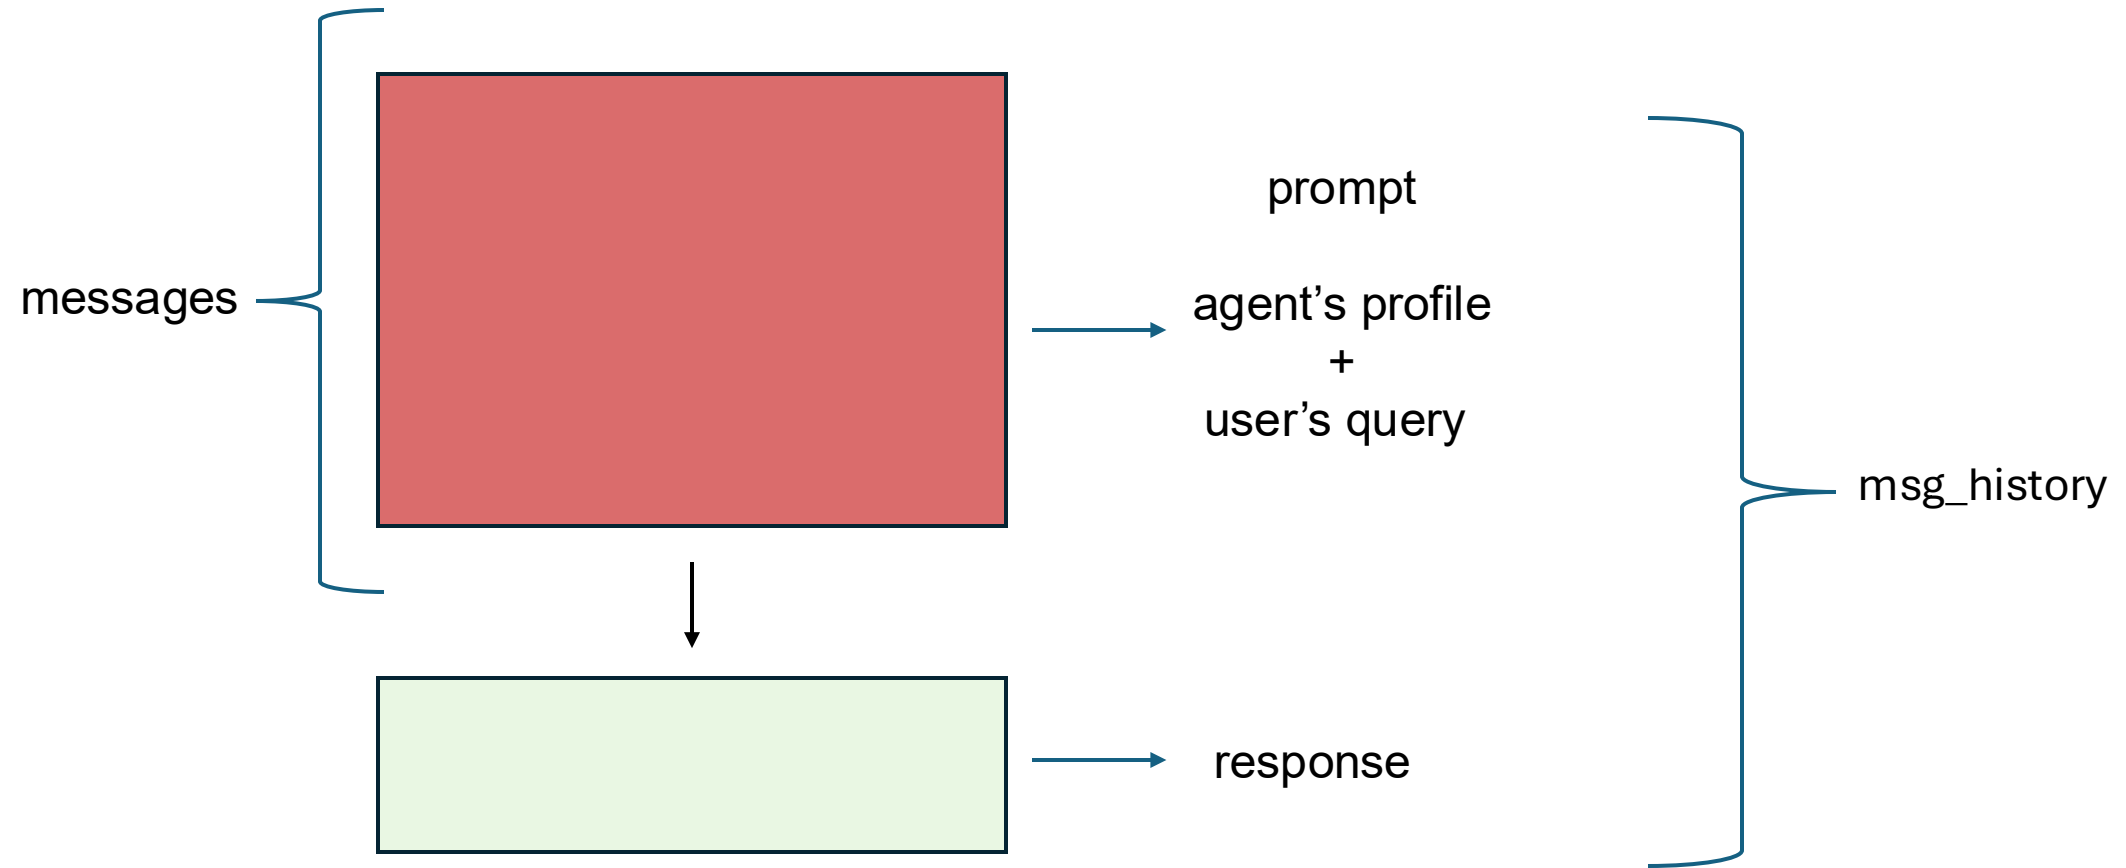 messages
prompt
agent’s profile
+
user’s query
msg_history
response